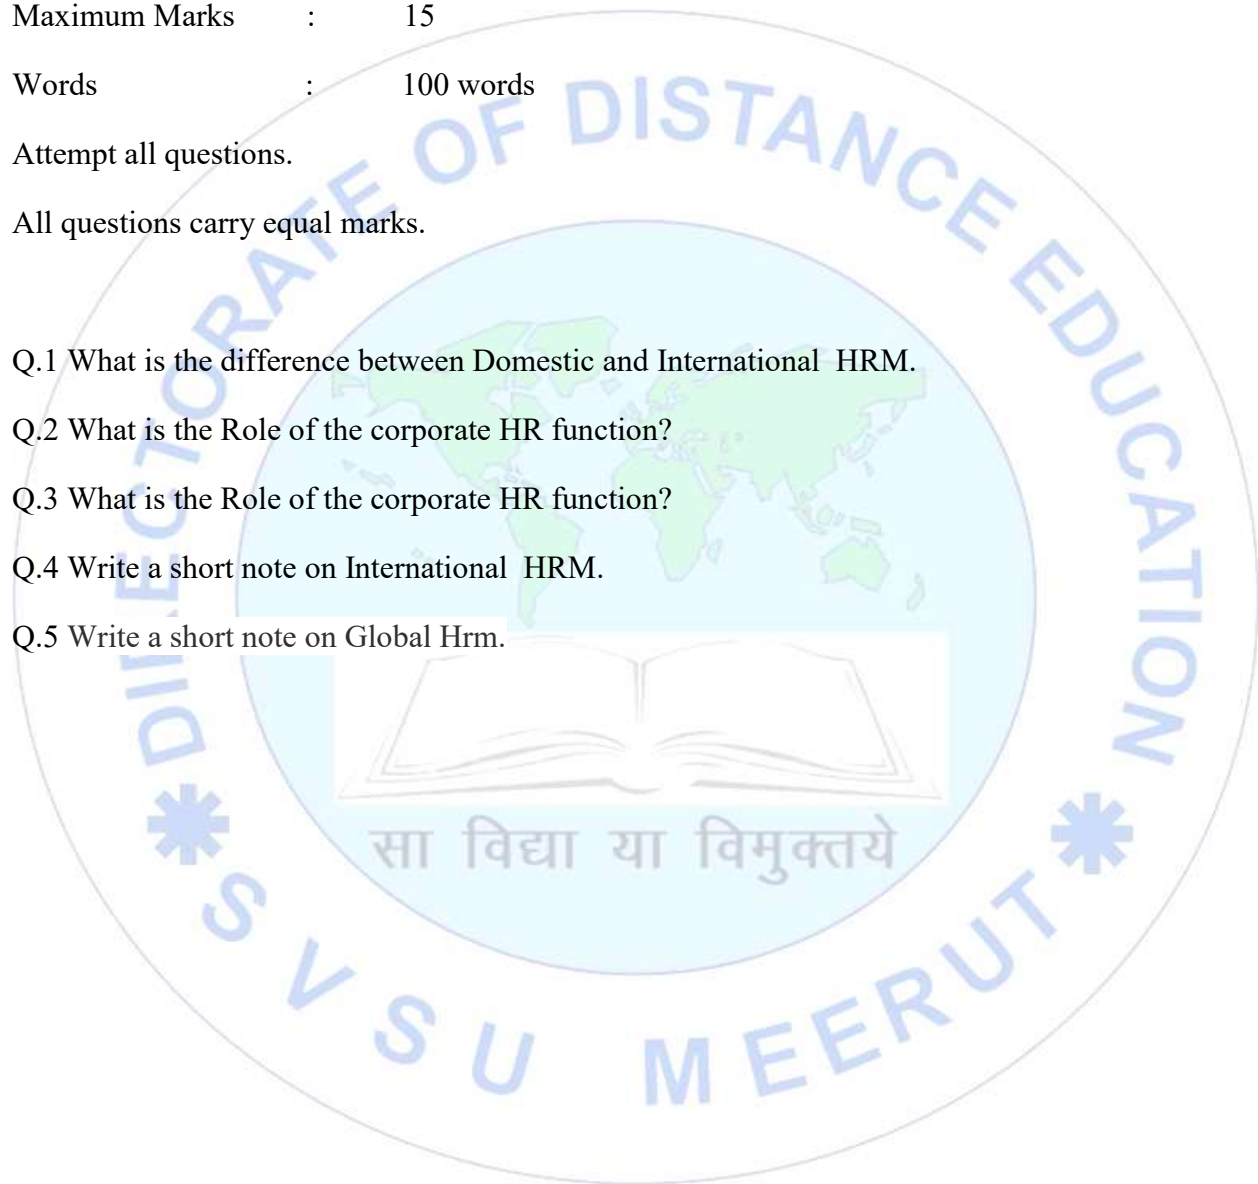 Maximum Marks : 15
Words : 100 words
Attempt all questions.
All questions carry equal marks.
Q.1 What is the difference between Domestic and International HRM.
Q.2 What is the Role of the corporate HR function?
Q.3 What is the Role of the corporate HR function?
Q.4 Write a short note on International HRM.
Q.5 Write a short note on Global Hrm.
DIRECTORATE OF DISTANCE EDUCATION
सा विद्या या विमुक्तये
SVSU MEERUT